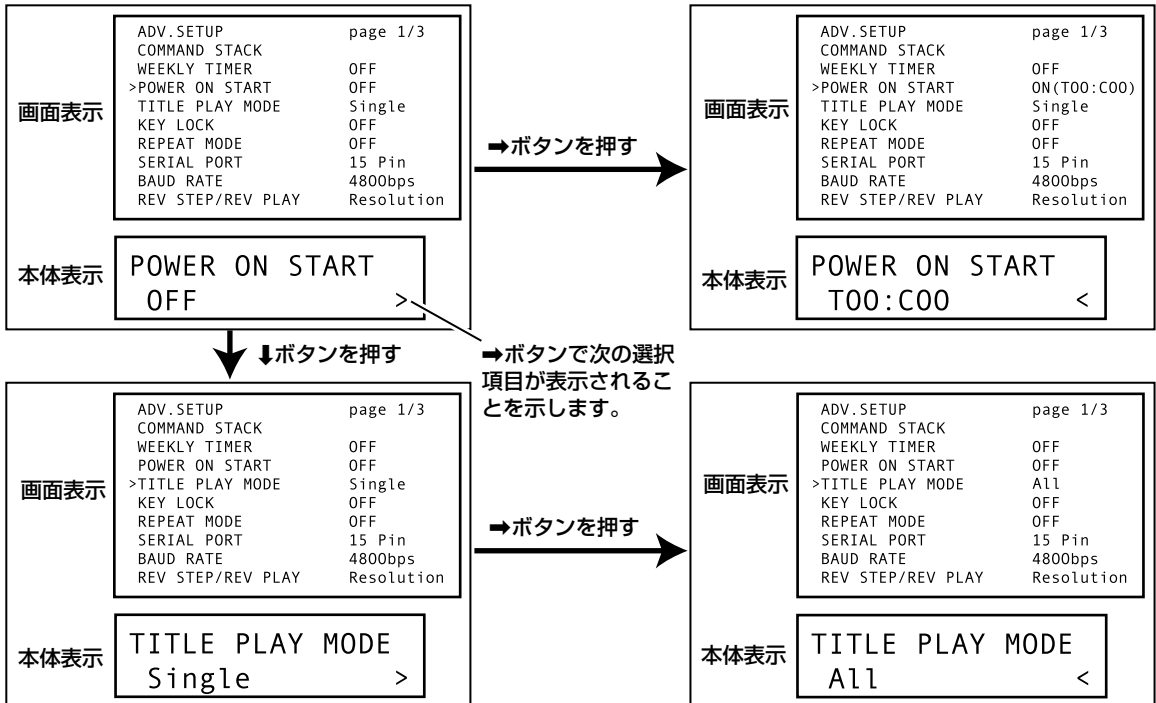 画面表示
ADV.SETUP page 1/3
COMMAND STACK
WEEKLY TIMER OFF
>POWER ON START OFF
TITLE PLAY MODE Single
KEY LOCK OFF
REPEAT MODE OFF
SERIAL PORT 15 Pin
BAUD RATE 4800bps
REV STEP/REV PLAY Resolution
本体表示
POWER ON START
OFF >
➡ボタンを押す
画面表示
ADV.SETUP page 1/3
COMMAND STACK
WEEKLY TIMER OFF
>POWER ON START ON(T00:C00)
TITLE PLAY MODE Single
KEY LOCK OFF
REPEAT MODE OFF
SERIAL PORT 15 Pin
BAUD RATE 4800bps
REV STEP/REV PLAY Resolution
本体表示
POWER ON START
T00:C00 <
⬇ボタンを押す
➡ボタンで次の選択
項目が表示されるこ
とを示します。
画面表示
ADV.SETUP page 1/3
COMMAND STACK
WEEKLY TIMER OFF
POWER ON START OFF
>TITLE PLAY MODE Single
KEY LOCK OFF
REPEAT MODE OFF
SERIAL PORT 15 Pin
BAUD RATE 4800bps
REV STEP/REV PLAY Resolution
本体表示
TITLE PLAY MODE
Single >
➡ボタンを押す
画面表示
ADV.SETUP page 1/3
COMMAND STACK
WEEKLY TIMER OFF
POWER ON START OFF
>TITLE PLAY MODE All
KEY LOCK OFF
REPEAT MODE OFF
SERIAL PORT 15 Pin
BAUD RATE 4800bps
REV STEP/REV PLAY Resolution
本体表示
TITLE PLAY MODE
All <